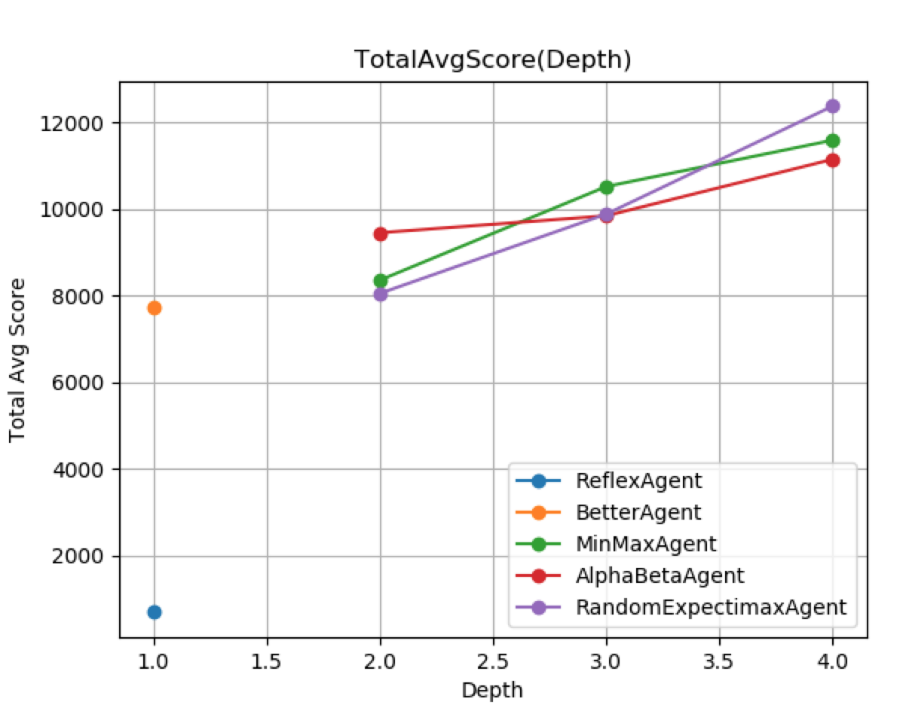 TotalAvgScore(Depth)
12000
10000
8000
6000
4000
2000
Total Avg Score
ReflexAgent
BetterAgent
MinMaxAgent
AlphaBetaAgent
RandomExpectimaxAgent
1.0 1.5 2.0 2.5 3.0 3.5 4.0
Depth